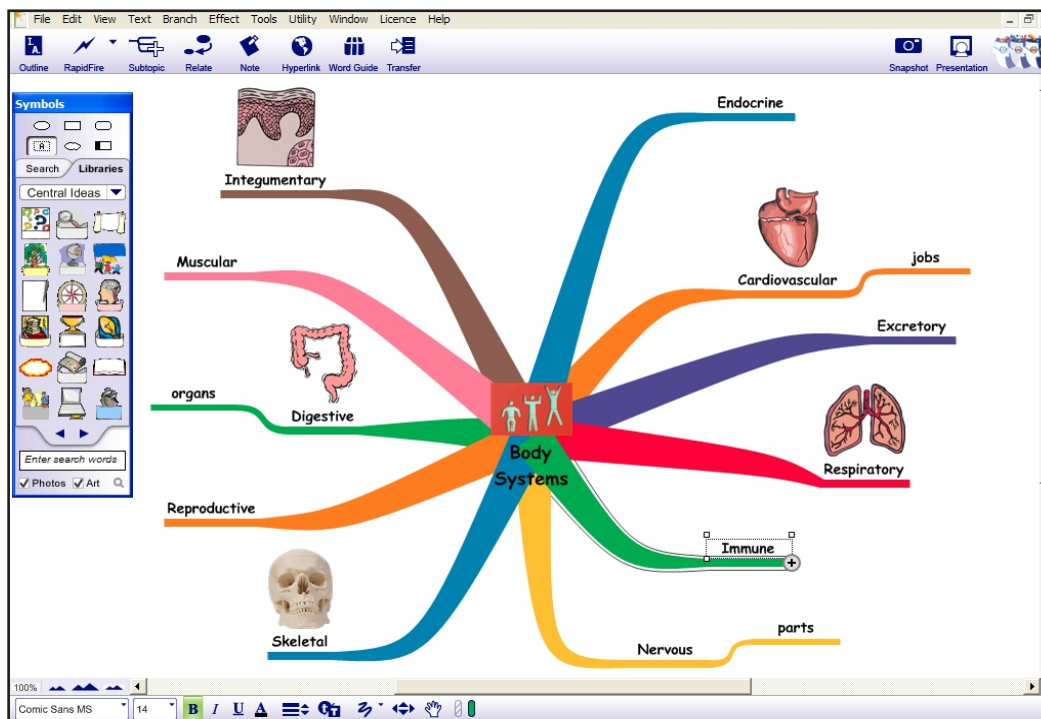 File Edit View Text Branch Effect Tools Utility Window Licence Help
Outline RapidFire Subtopic Relate Note Hyperlink Word Guide Transfer Snapshot Presentation
Symbols
Search Libraries
Central Ideas
Enter search words
Photos Art
Endocrine
Integumentary
Muscular
Cardiovascular
jobs
Excretory
organs
Digestive
Respiratory
Body
Systems
Reproductive
Immune
Skeletal
Nervous
parts
100%
Comic Sans MS 14 B I U A